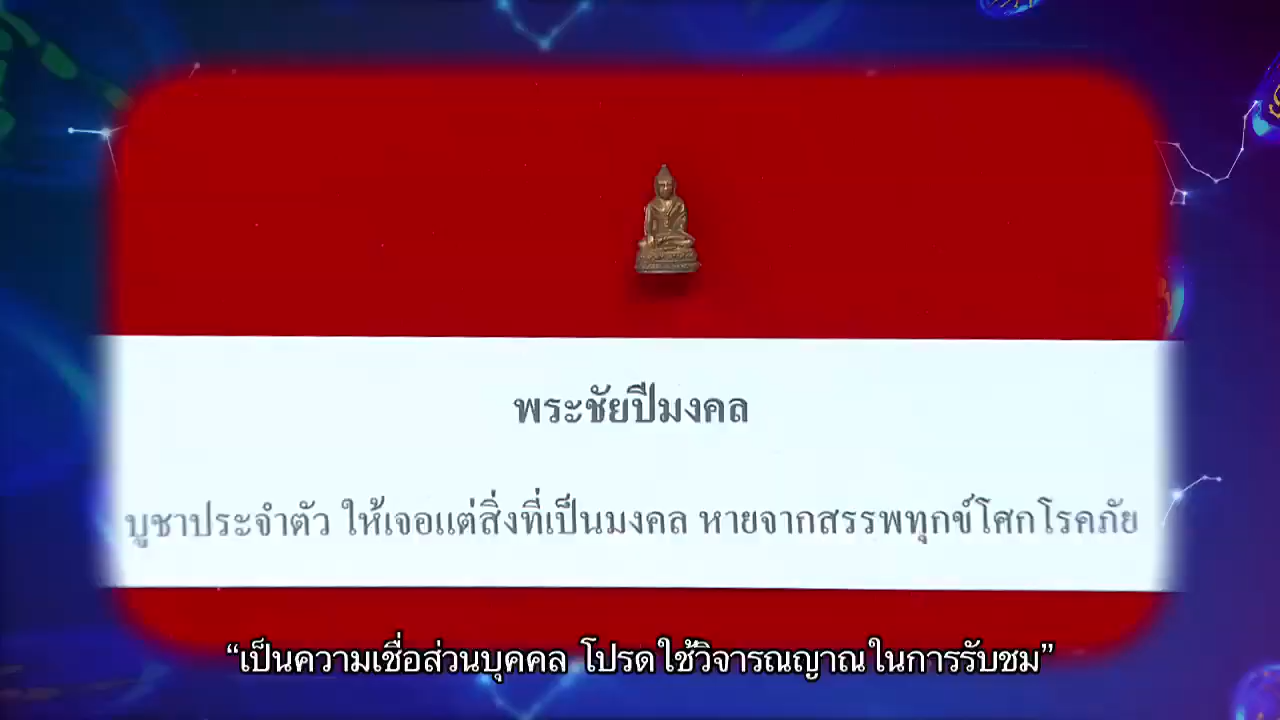 พระชัยปีมงคล
บูชาประจำตัว ให้เจอแต่สิ่งที่เป็นมงคล หายจากสรรพทุกข์โศกโรคภัย
“เป็นความเชื่อส่วนบุคคล โปรดใช้วิจารณญาณในการรับชม”